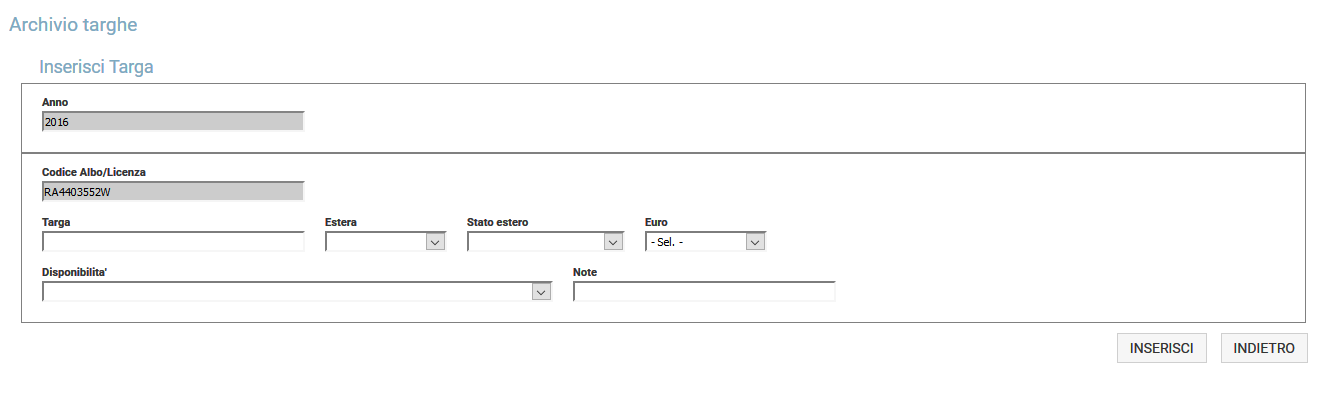 Archivio targhe
Inserisci Targa
Anno
2016
Codice Albo/Licenza
RA4403552W
Targa Estera Stato estero Euro
- Sel. -
Disponibilita' Note
INSERISCI INDIETRO